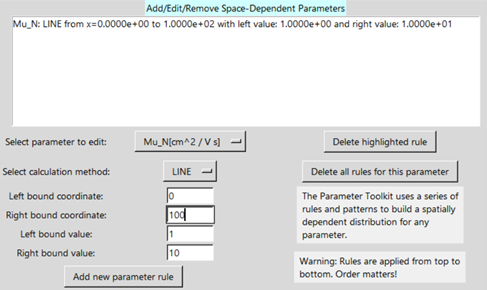 Add/Edit/Remove Space-Dependent Parameters
Mu_N: LINE from x=0.0000e+00 to 1.0000e+02 with left value: 1.0000e+00 and right value: 1.0000e+01
Select parameter to edit: Mu_N[cm^2 / V s] Delete highlighted rule
Select calculation method: LINE Delete all rules for this parameter
Left bound coordinate: 0
Right bound coordinate: 100
Left bound value: 1
Right bound value: 10
Add new parameter rule
The Parameter Toolkit uses a series of
rules and patterns to build a spatially
dependent distribution for any
parameter.
Warning: Rules are applied from top to
bottom. Order matters!